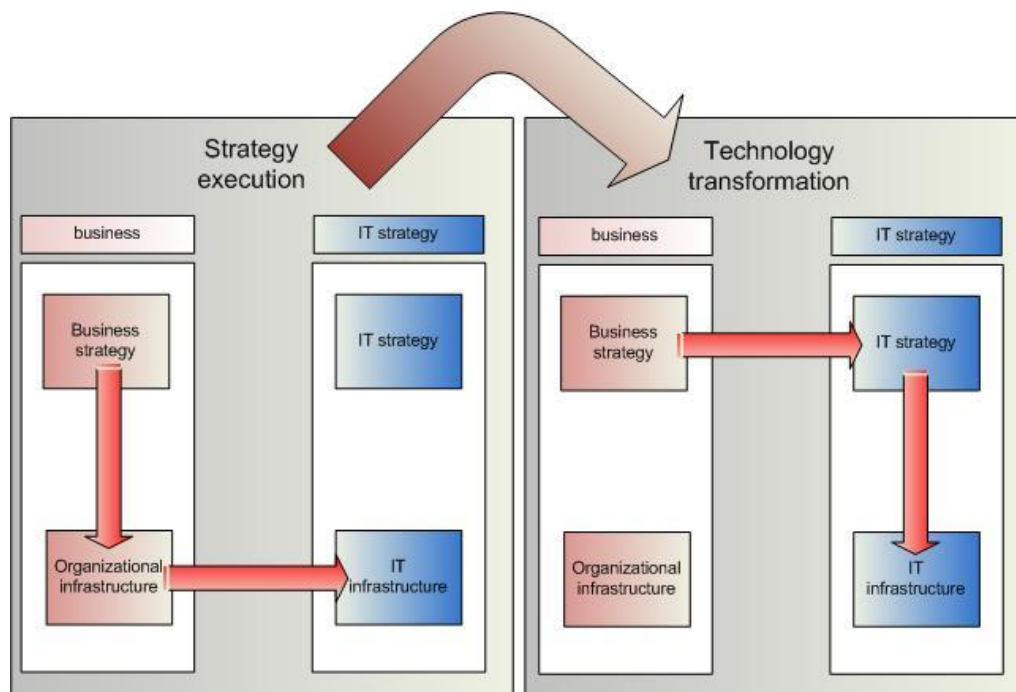 Strategy
execution
business
IT strategy
Business
strategy
IT strategy
Organizational
infrastructure
IT
infrastructure
Technology
transformation
business
IT strategy
Business
strategy
IT strategy
Organizational
infrastructure
IT
infrastructure